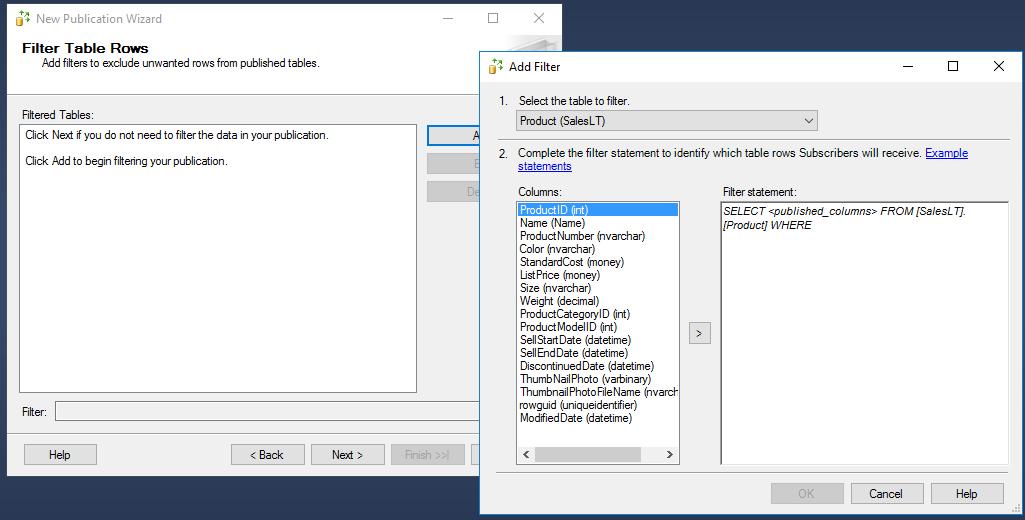 New Publication Wizard
Filter Table Rows
Add filters to exclude unwanted rows from published tables.
Filtered Tables:
Click Next if you do not need to filter the data in your publication.
Click Add to begin filtering your publication.
A
De
Filter:
Help
< Back
Next >
Finish >>|
Add Filter
1. Select the table to filter.
Product (SalesLT)
2. Complete the filter statement to identify which table rows Subscribers will receive. Example
statements
Columns:
ProductID (int)
Name (Name)
ProductNumber (nvarchar)
Color (nvarchar)
StandardCost (money)
ListPrice (money)
Size (nvarchar)
Weight (decimal)
ProductCategoryID (int)
ProductModelID (int)
SellStartDate (datetime)
SellEndDate (datetime)
DiscontinuedDate (datetime)
ThumbNailPhoto (varbinary)
ThumbnailPhotoFileName (nvarch
rowguid (uniqueidentifier)
ModifiedDate (datetime)
>
Filter statement:
SELECT <published_columns> FROM [SalesLT].
[Product] WHERE
OK
Cancel
Help